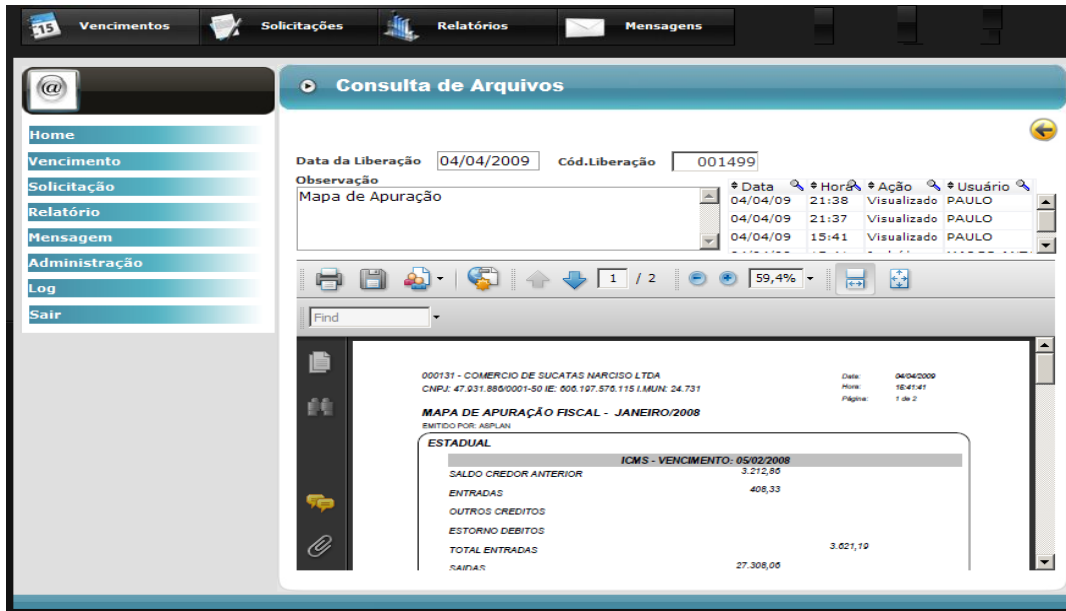 15 Vencimentos Solicitações Relatórios Mensagens
@
Home
Vencimento
Solicitação
Relatório
Mensagem
Administração
Log
Sair
Consulta de Arquivos
Data da Liberação 04/04/2009 Cód.Liberação 001499
Observação
Mapa de Apuração
Data Hora Ação Usuário
04/04/09 21:38 Visualizado PAULO
04/04/09 21:37 Visualizado PAULO
04/04/09 15:41 Visualizado PAULO
1 / 2 59,4%
Find
000131 - COMERCIO DE SUCATAS NARCISO LTDA
CNPJ: 47.931.886/0001-50 IE: 606.197.576.115 I.MUN: 24.731
Date: 04/04/2009
Hora: 16:41:41
Página: 1 de 2
MAPA DE APURAÇÃO FISCAL - JANEIRO/2008
EMITIDO POR: ASPLAN
ESTADUAL
ICMS - VENCIMENTO: 05/02/2008
SALDO CREDOR ANTERIOR 3.212,86
ENTRADAS 408,33
OUTROS CREDITOS
ESTORNO DEBITOS
TOTAL ENTRADAS 3.621,19
SAIDAS 27.308,06